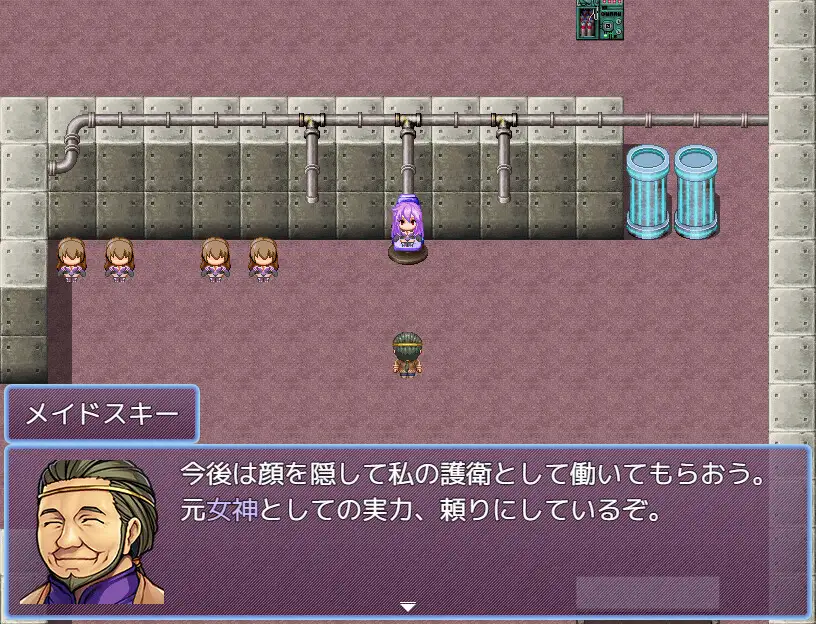 メイドスキー
今後は顔を隠して私の護衛として働いてもらおう。
元女神としての実力、頼りにしているぞ。